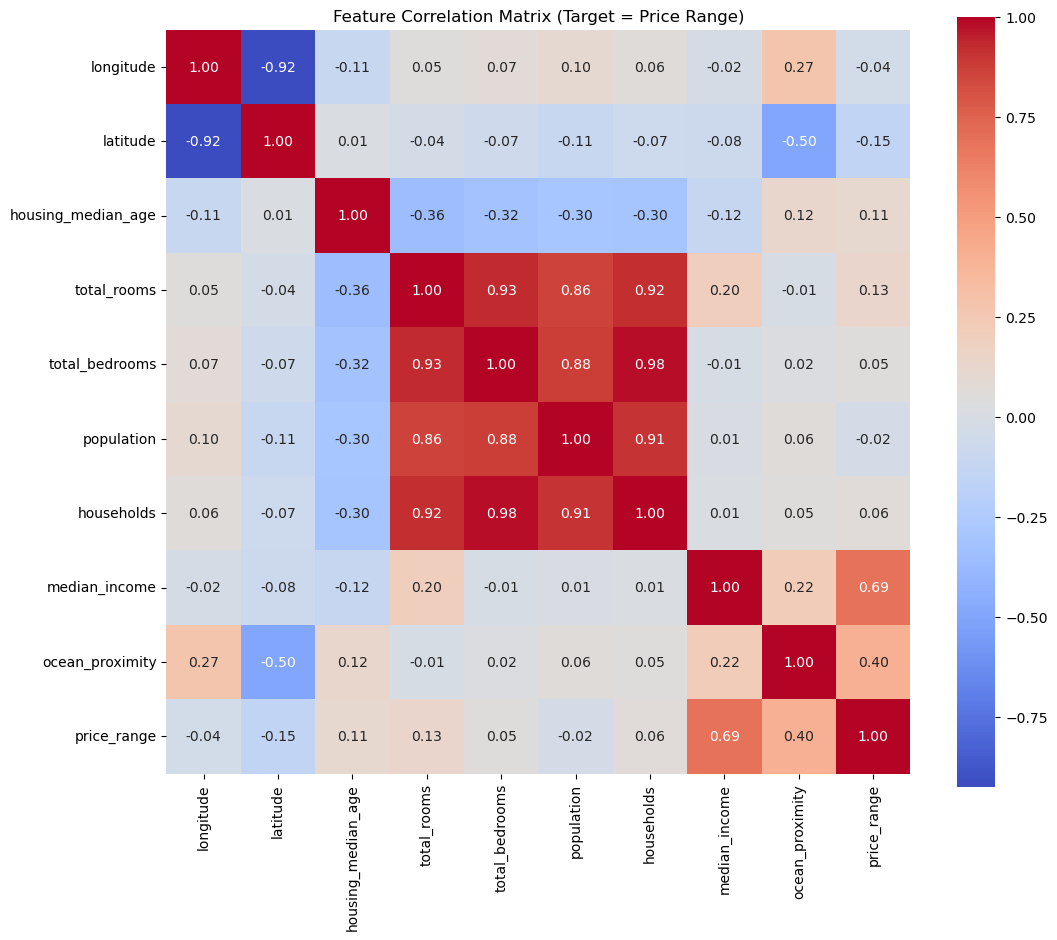 Feature Correlation Matrix (Target = Price Range)
longitude 1.00 -0.92 -0.11 0.05 0.07 0.10 0.06 -0.02 0.27 -0.04
latitude -0.92 1.00 0.01 -0.04 -0.07 -0.11 -0.07 -0.08 -0.50 -0.15
housing_median_age -0.11 0.01 1.00 -0.36 -0.32 -0.30 -0.30 -0.12 0.12 0.11
total_rooms 0.05 -0.04 -0.36 1.00 0.93 0.86 0.92 0.20 -0.01 0.13
total_bedrooms 0.07 -0.07 -0.32 0.93 1.00 0.88 0.98 -0.01 0.02 0.05
population 0.10 -0.11 -0.30 0.86 0.88 1.00 0.91 0.01 0.06 -0.02
households 0.06 -0.07 -0.30 0.92 0.98 0.91 1.00 0.01 0.05 0.06
median_income -0.02 -0.08 -0.12 0.20 -0.01 0.01 0.01 1.00 0.22 0.69
ocean_proximity 0.27 -0.50 0.12 -0.01 0.02 0.06 0.05 0.22 1.00 0.40
price_range -0.04 -0.15 0.11 0.13 0.05 -0.02 0.06 0.69 0.40 1.00
longitude
latitude
housing_median_age
total_rooms
total_bedrooms
population
households
median_income
ocean_proximity
price_range
1.00
0.75
0.50
0.25
0.00
−0.25
−0.50
−0.75